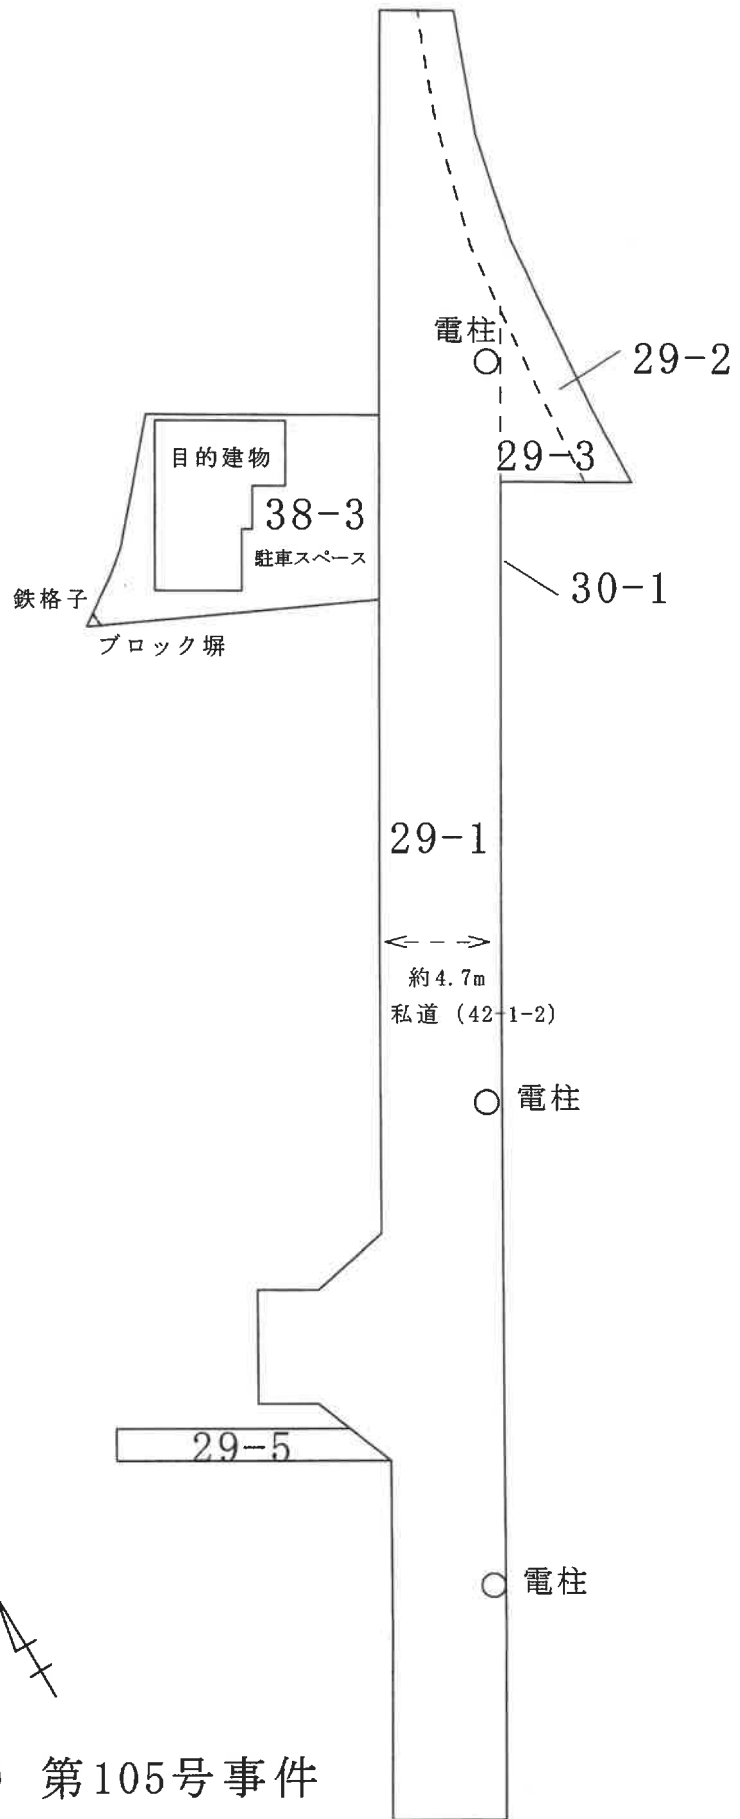 電柱
29-2
29-3
目的建物
38-3
駐車スペース
鉄格子
ブロック塀
30-1
29-1
約4.7m
私道 (42-1-2)
電柱
29-5
電柱
第105号事件